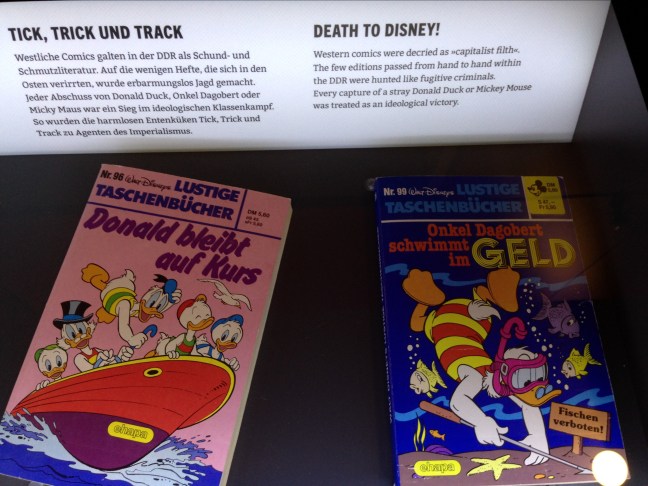 TICK, TRICK UND TRACK
Westliche Comics galten in der DDR als Schund- und
Schmutzliteratur. Auf die wenigen Hefte, die sich in den
Osten verirrten, wurde erbarmungslos Jagd gemacht.
Jeder Abschuss von Donald Duck, Onkel Dagobert oder
Micky Maus war ein Sieg im ideologischen Klassenkampf.
So wurden die harmlosen Entenküken Tick, Trick und
Track zu Agenten des Imperialismus.
DEATH TO DISNEY!
Western comics were decried as »capitalist filth«.
The few editions passed from hand to hand within
the DDR were hunted like fugitive criminals.
Every capture of a stray Donald Duck or Mickey Mouse
was treated as an ideological victory.
Nr. 98 Walt Disneys LUSTIGE
TASCHENBÜCHER
Donald bleibt
auf Kurs
ehapa
Nr. 99 Walt Disneys LUSTIGE
TASCHENBÜCHER
Onkel Dagobert
schwimmt
im GELD
Fischen
verboten!
ehapa